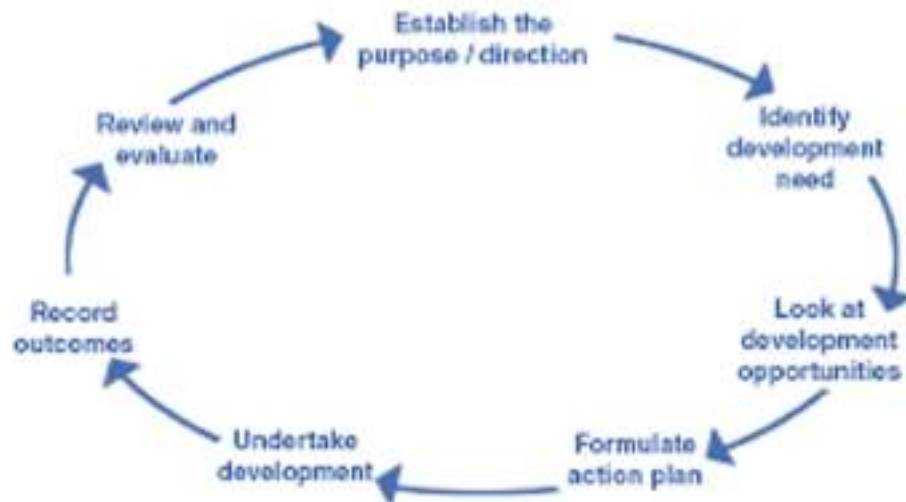 Establish the
purpose / direction
Identify
development
need
Look at
development
opportunities
Formulate
action plan
Undertake
development
Record
outcomes
Review and
evaluate